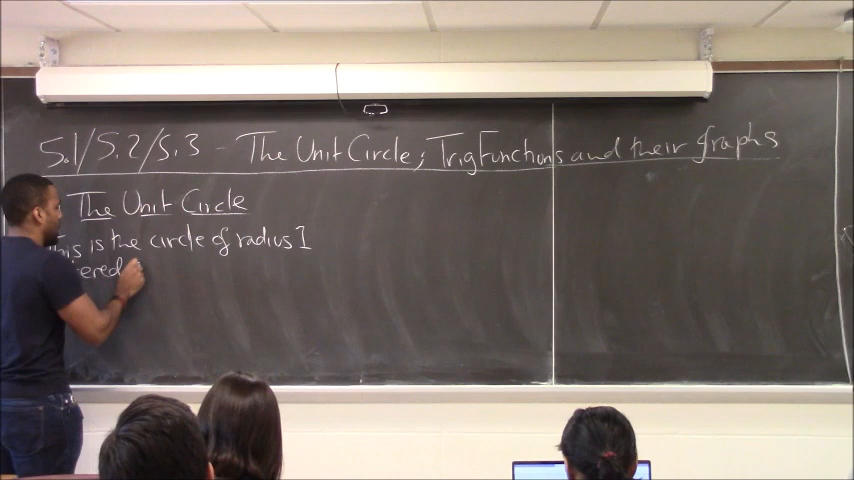 5.1/5.2/5.3 - The Unit Circle, Trig Functions and their graphs
The Unit Circle
This is the circle of radius 1
tered